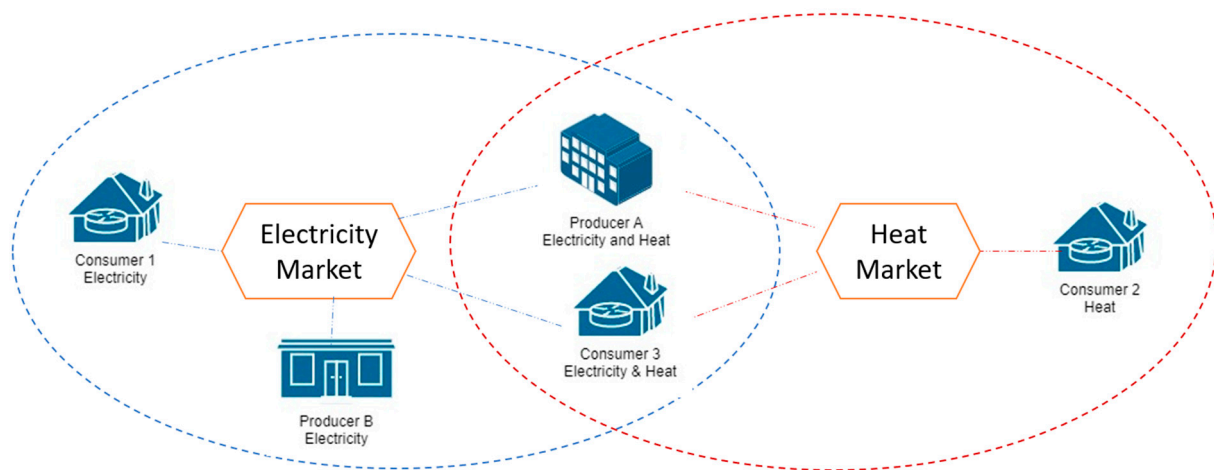 Consumer 1
Electricity
Electricity
Market
Producer B
Electricity
Producer A
Electricity and Heat
Consumer 3
Electricity & Heat
Heat
Market
Consumer 2
Heat